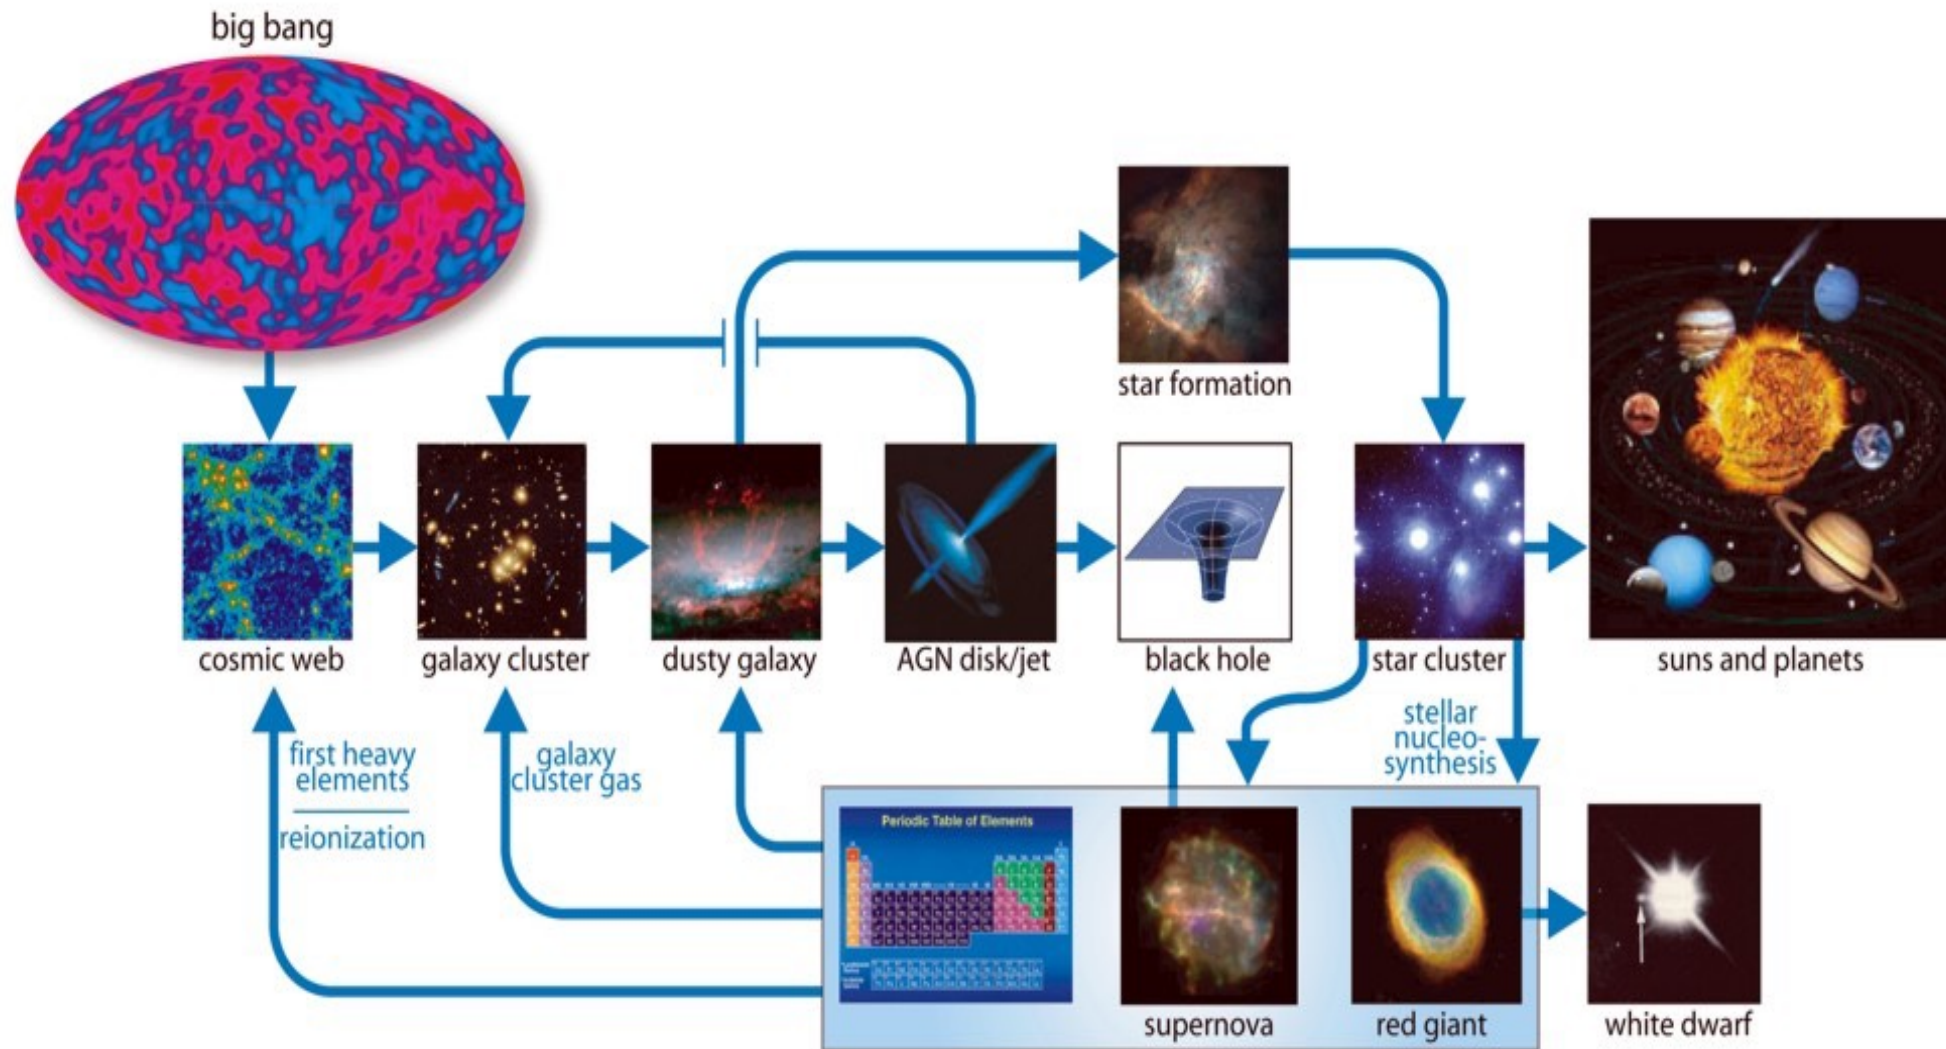 big bang
star formation
cosmic web
galaxy cluster
dusty galaxy
AGN disk/jet
black hole
star cluster
suns and planets
first heavy
elements
reionization
galaxy
cluster gas
stellar
nucleo-
synthesis
Periodic Table of Elements
supernova
red giant
white dwarf